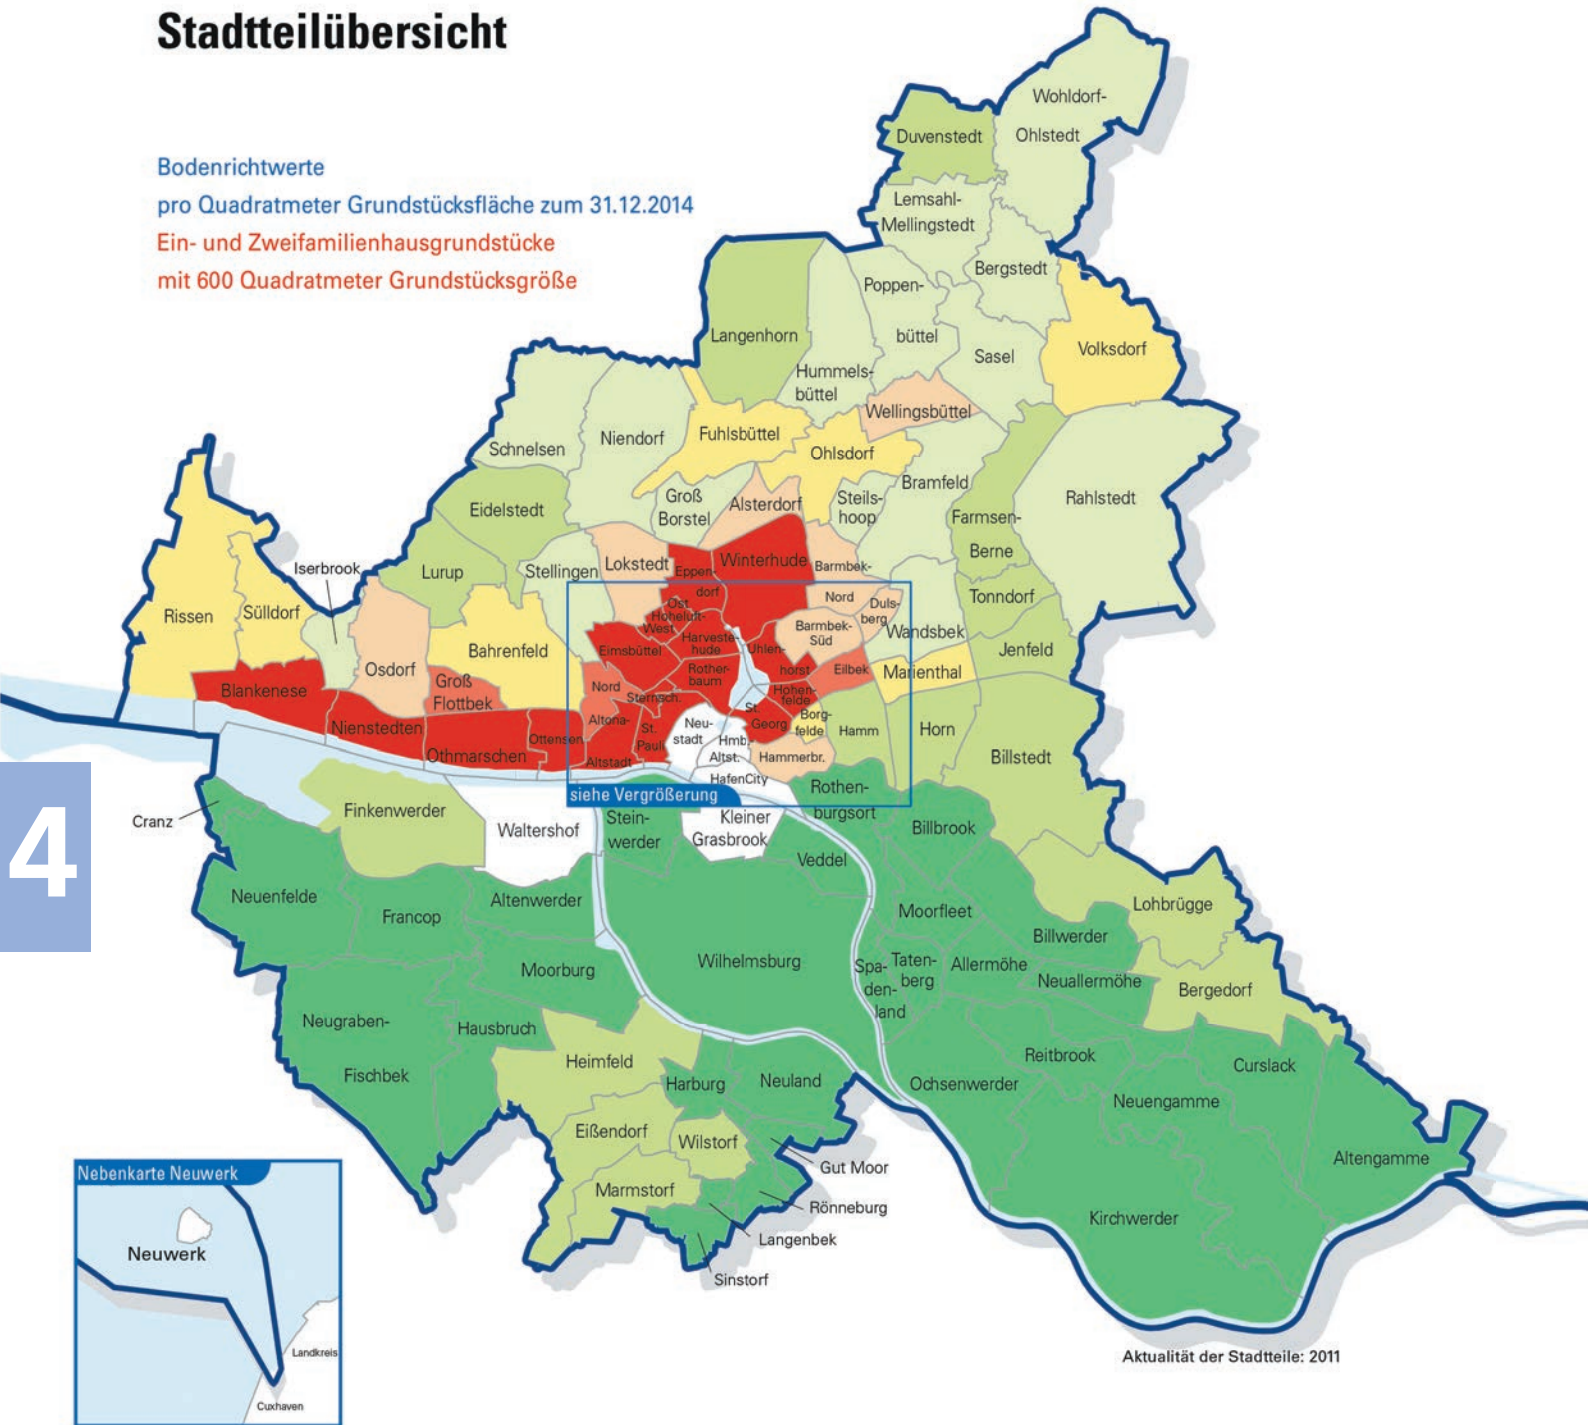 Stadtteilübersicht
Bodenrichtwerte
pro Quadratmeter Grundstücksfläche zum 31.12.2014
Ein- und Zweifamilienhausgrundstücke
mit 600 Quadratmeter Grundstücksgröße
Wohldorf-
Ohlstedt
Duvenstedt
Lemsahl-
Mellingstedt
Bergstedt
Poppen-
büttel
Langenhorn
Hummels-
büttel
Sasel
Volksdorf
Wellingsbüttel
Schnelsen
Niendorf
Fuhlsbüttel
Ohlsdorf
Bramfeld
Rahlstedt
Groß
Borstel
Alsterdorf
Steils-
hoop
Farmsen-
Berne
Eidelstedt
Lurup
Stellingen
Lokstedt
Eppen-
dorf
Winterhude
Barmbek-
Nord
Duls-
berg
Barmbek-
Süd
Wandsbek
Tonndorf
Jenfeld
Iserbrook
Rissen
Sülldorf
Osdorf
Bahrenfeld
Ost
Hoheluft-
West
Eimsbüttel
Harveste-
hude
Rother-
baum
Uhlen-
horst
Eilbek
Marienthal
Blankenese
Groß
Flottbek
Nienstedten
Othmarschen
Ottensen
Nord
Altona-
Altstadt
Sternsch.
St.
Pauli
Neu-
stadt
Hmb.
Altst.
HafenCity
St.
Georg
Hohen-
felde
Borg-
felde
Hamm
Hammerbr.
Horn
Billstedt
siehe Vergrößerung
Cranz
4
Finkenwerder
Waltershof
Stein-
werder
Kleiner
Grasbrook
Rothen-
burgsort
Veddel
Billbrook
Neuenfelde
Francop
Altenwerder
Moorburg
Wilhelmsburg
Moorfleet
Billwerder
Lohbrügge
Spa-
den-
land
Taten-
berg
Allermöhe
Neuallermöhe
Bergedorf
Neugraben-
Fischbek
Hausbruch
Heimfeld
Harburg
Neuland
Reitbrook
Ochsenwerder
Neuengamme
Curslack
Altengamme
Kirchwerder
Eißendorf
Wilstorf
Marmstorf
Gut Moor
Rönneburg
Langenbek
Sinstorf
Nebenkarte Neuwerk
Neuwerk
Landkreis
Cuxhaven
Aktualität der Stadtteile: 2011